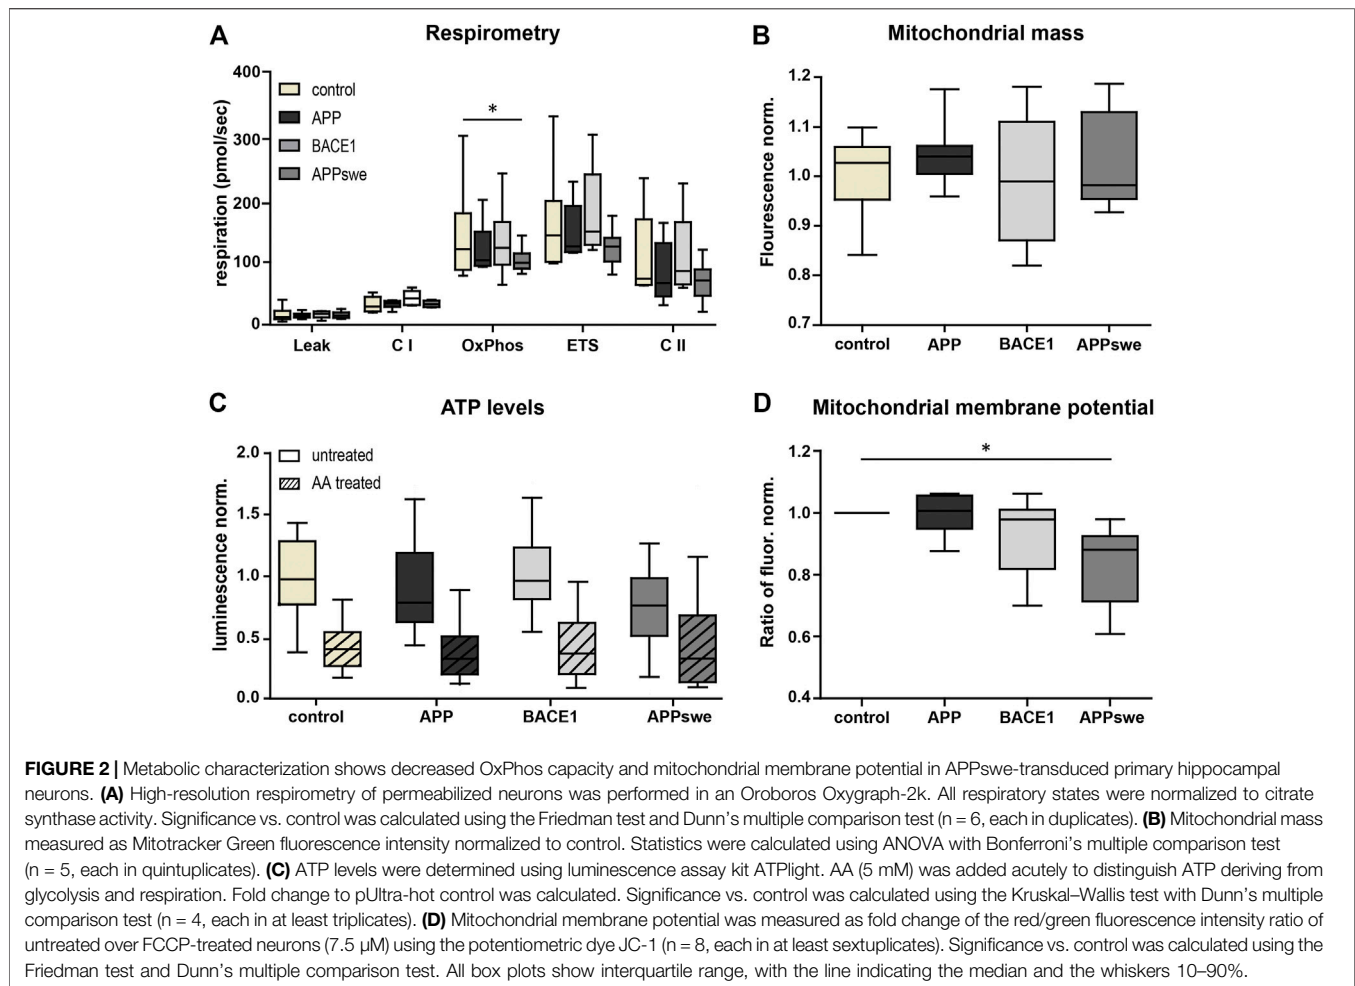 A
Respirometry
respiration (pmol/sec)
400
300
200
100
0
control
APP
BACE1
APPswe
*
Leak
C I
OxPhos
ETS
C II
B
Mitochondrial mass
Flourescence norm.
1.2
1.1
1.0
0.9
0.8
0.7
control
APP
BACE1
APPswe
C
ATP levels
luminescence norm.
2.0
1.5
1.0
0.5
0.0
untreated
AA treated
control
APP
BACE1
APPswe
D
Mitochondrial membrane potential
Ratio of fluor. norm.
1.2
1.0
0.8
0.6
0.4
*
control
APP
BACE1
APPswe
FIGURE 2 | Metabolic characterization shows decreased OxPhos capacity and mitochondrial membrane potential in APPswe-transduced primary hippocampal
neurons. (A) High-resolution respirometry of permeabilized neurons was performed in an Oroboros Oxygraph-2k. All respiratory states were normalized to citrate
synthase activity. Significance vs. control was calculated using the Friedman test and Dunn's multiple comparison test (n = 6, each in duplicates). (B) Mitochondrial mass
measured as Mitotracker Green fluorescence intensity normalized to control. Statistics were calculated using ANOVA with Bonferroni's multiple comparison test
(n = 5, each in quintuplicates). (C) ATP levels were determined using luminescence assay kit ATPlight. AA (5 mM) was added acutely to distinguish ATP deriving from
glycolysis and respiration. Fold change to pUltra-hot control was calculated. Significance vs. control was calculated using the Kruskal–Wallis test with Dunn's multiple
comparison test (n = 4, each in at least triplicates). (D) Mitochondrial membrane potential was measured as fold change of the red/green fluorescence intensity ratio of
untreated over FCCP-treated neurons (7.5 µM) using the potentiometric dye JC-1 (n = 8, each in at least sextuplicates). Significance vs. control was calculated using the
Friedman test and Dunn's multiple comparison test. All box plots show interquartile range, with the line indicating the median and the whiskers 10–90%.